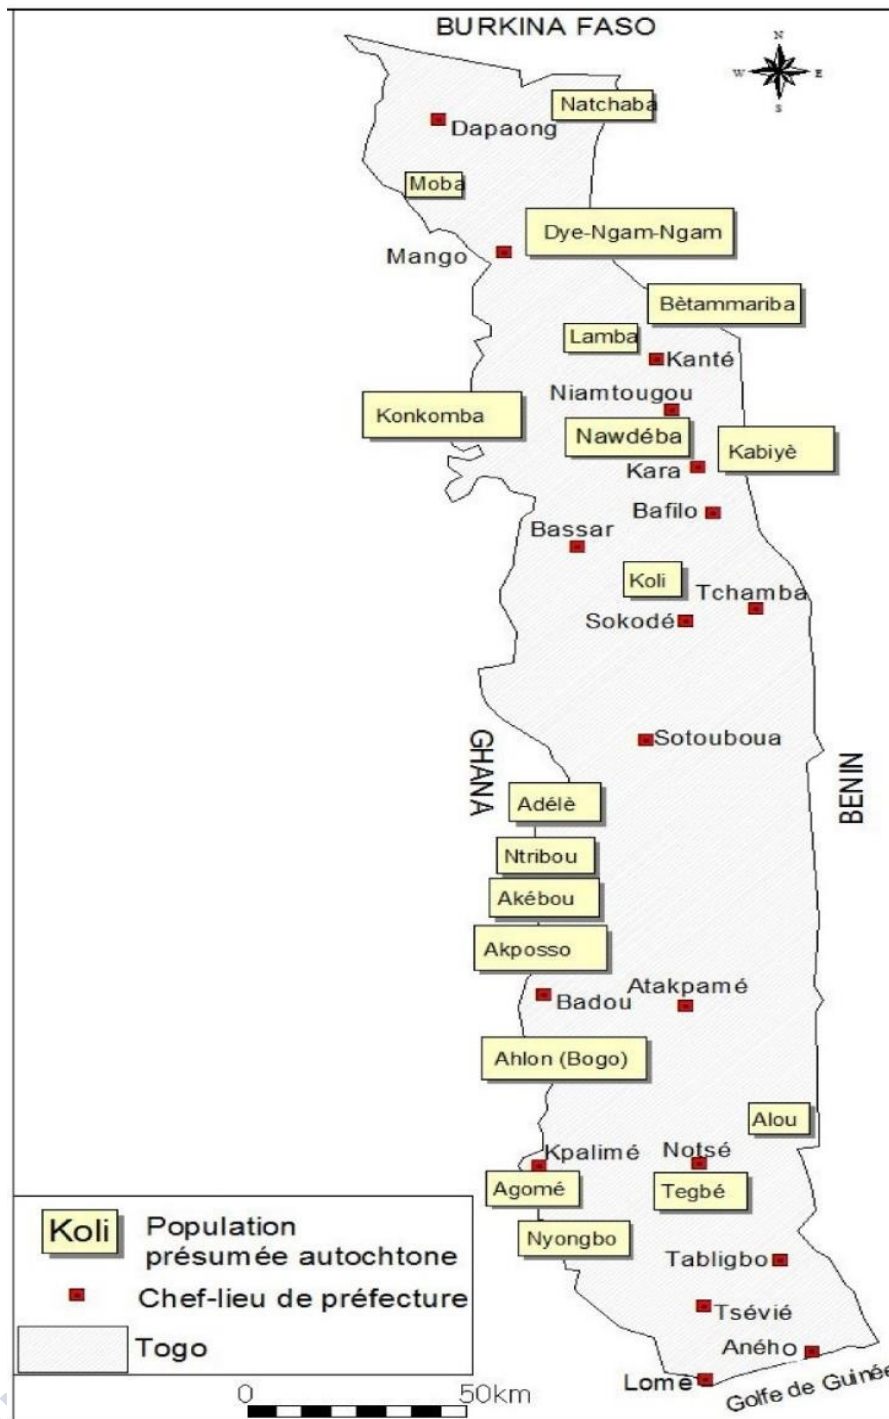 BURKINA FASO
N
W E
S
Natchaba
Dapaong
Moba
Dye-Ngam-Ngam
Mango
Bètammariba
Lamba
Kanté
Niamtougou
Konkomba
Nawdéba
Kabiyè
Kara
Bafilo
Bassar
Koli
Tchamba
Sokodé
Sotouboua
GHANA
BENIN
Adélè
Ntribou
Akébou
Akposso
Atakpamé
Badou
Ahlon (Bogo)
Alou
Kpalimé
Notsé
Agomé
Tegbé
Nyongbo
Tabligbo
Tsévié
Aného
Lomé
Golfe de Guinée
Koli
Population
présumée autochtone
Chef-lieu de préfecture
Togo
0 50km